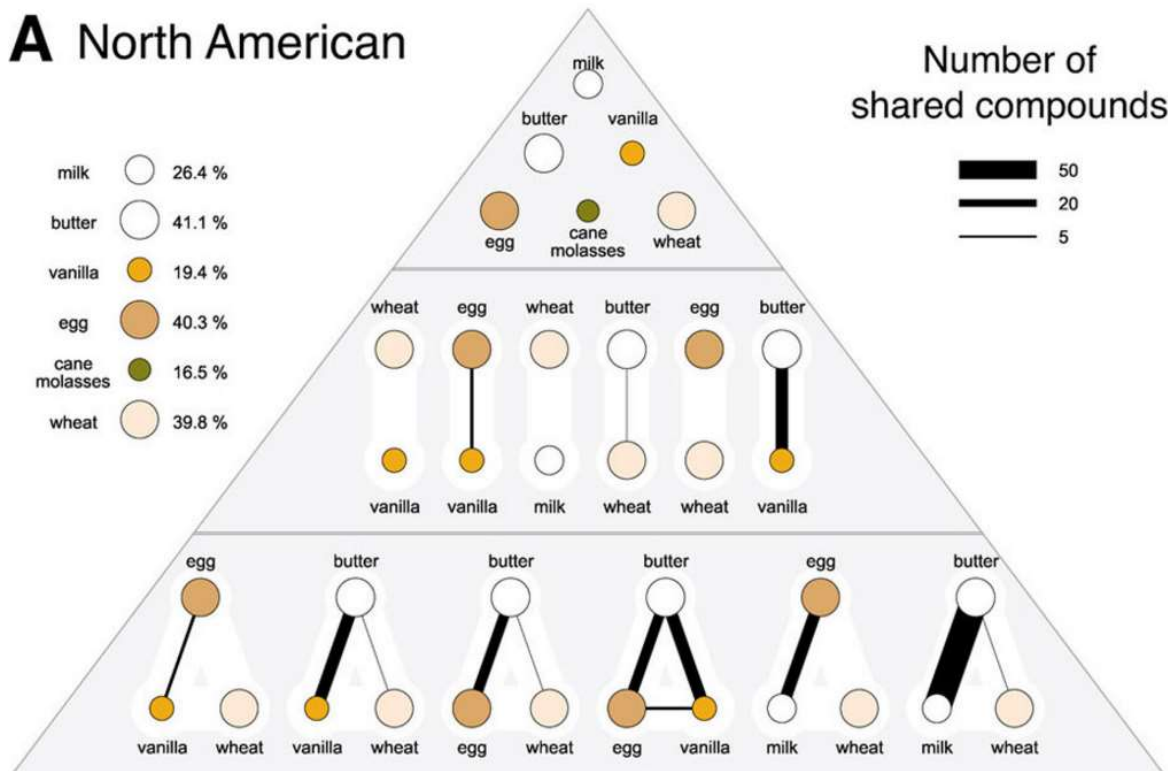 A North American
Number of
shared compounds
50
20
5
milk 26.4 %
butter 41.1 %
vanilla 19.4 %
egg 40.3 %
cane
molasses 16.5 %
wheat 39.8 %
milk
butter vanilla
egg cane
molasses wheat
wheat egg wheat butter egg butter
vanilla vanilla milk wheat wheat vanilla
egg butter butter butter egg butter
vanilla wheat vanilla wheat egg wheat egg vanilla milk wheat milk wheat